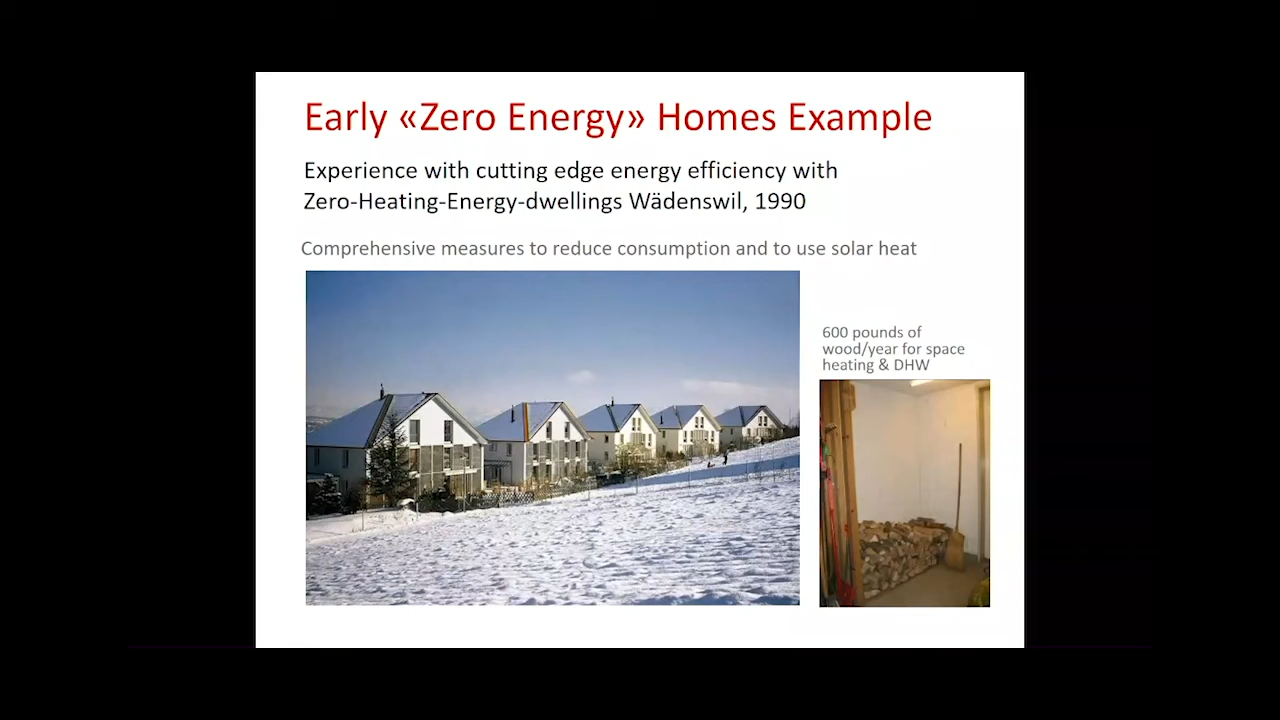 Early «Zero Energy» Homes Example
Experience with cutting edge energy efficiency with
Zero-Heating-Energy-dwellings Wädenswil, 1990
Comprehensive measures to reduce consumption and to use solar heat
600 pounds of
wood/year for space
heating & DHW